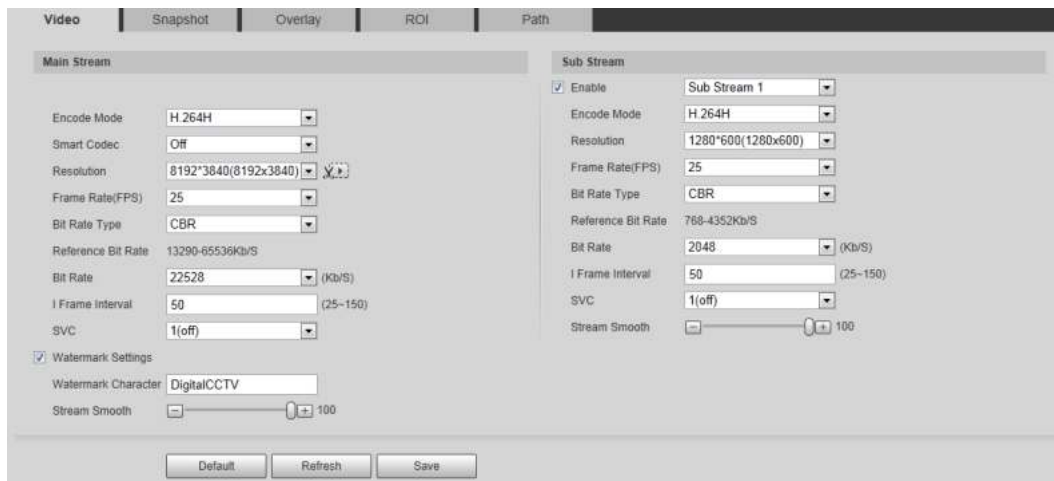 Video Snapshot Overlay ROI Path
Main Stream
Encode Mode H.264H
Smart Codec Off
Resolution 8192*3840(8192x3840)
Frame Rate(FPS) 25
Bit Rate Type CBR
Reference Bit Rate 13290-65536Kb/S
Bit Rate 22528 (Kb/S)
I Frame Interval 50 (25~150)
SVC 1(off)
Watermark Settings
Watermark Character DigitalCCTV
Stream Smooth 100
Sub Stream
Enable Sub Stream 1
Encode Mode H.264H
Resolution 1280*600(1280x600)
Frame Rate(FPS) 25
Bit Rate Type CBR
Reference Bit Rate 768-4352Kb/S
Bit Rate 2048 (Kb/S)
I Frame Interval 50 (25~150)
SVC 1(off)
Stream Smooth 100
Default Refresh Save